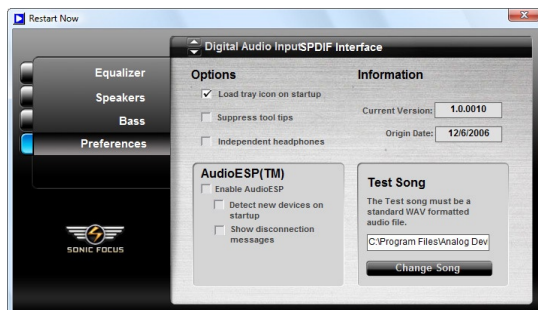 Restart Now
Digital Audio InputSPDIF Interface
Equalizer
Speakers
Bass
Preferences
SONIC FOCUS
Options
Load tray icon on startup
Suppress tool tips
Independent headphones
Information
Current Version: 1.0.0010
Origin Date: 12/6/2006
AudioESP(TM)
Enable AudioESP
Detect new devices on
startup
Show disconnection
messages
Test Song
The Test song must be a
standard WAV formatted
audio file.
C:\Program Files\Analog Dev
Change Song